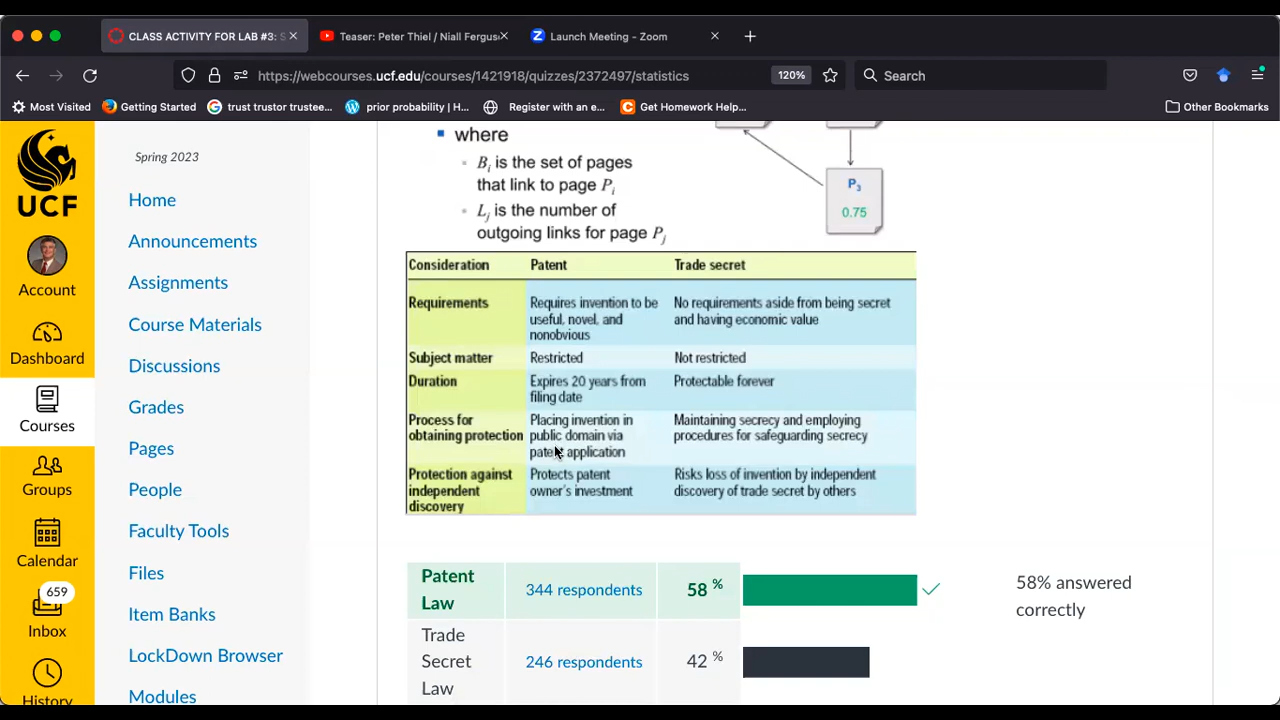 CLASS ACTIVITY FOR LAB #3: S
Teaser: Peter Thiel / Niall Fergus
Launch Meeting - Zoom
https://webcourses.ucf.edu/courses/1421918/quizzes/2372497/statistics
120%
Search
Most Visited
Getting Started
trust trustor trustee...
prior probability | H...
Register with an e...
Get Homework Help...
Other Bookmarks
UCF
Account
Dashboard
Courses
Groups
Calendar
659
Inbox
History
Spring 2023
Home
Announcements
Assignments
Course Materials
Discussions
Grades
Pages
People
Faculty Tools
Files
Item Banks
LockDown Browser
Modules
where
Bi is the set of pages
that link to page Pi
Lj is the number of
outgoing links for page Pj
P3
0.75
Consideration Patent Trade secret
Requirements Requires invention to be No requirements aside from being secret
useful, novel, and and having economic value
nonobvious
Subject matter Restricted Not restricted
Duration Expires 20 years from Protectable forever
filing date
Process for Placing invention in Maintaining secrecy and employing
obtaining protection public domain via procedures for safeguarding secrecy
patent application
Protection against Protects patent Risks loss of invention by independent
independent owner's investment discovery of trade secret by others
discovery
Patent
Law
344 respondents
58 %
58% answered
correctly
Trade
Secret
Law
246 respondents
42 %